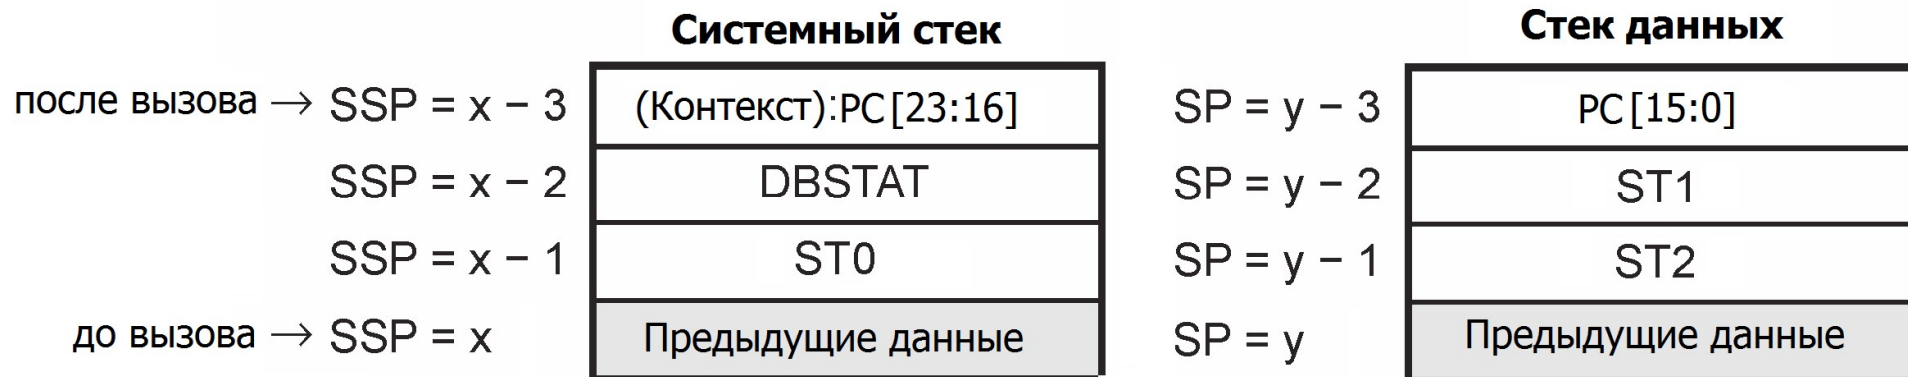 Системный стек
Стек данных
после вызова → SSP = x − 3 (Контекст):PC[23:16] SP = y − 3 PC[15:0]
SSP = x − 2 DBSTAT SP = y − 2 ST1
SSP = x − 1 ST0 SP = y − 1 ST2
до вызова → SSP = x Предыдущие данные SP = y Предыдущие данные